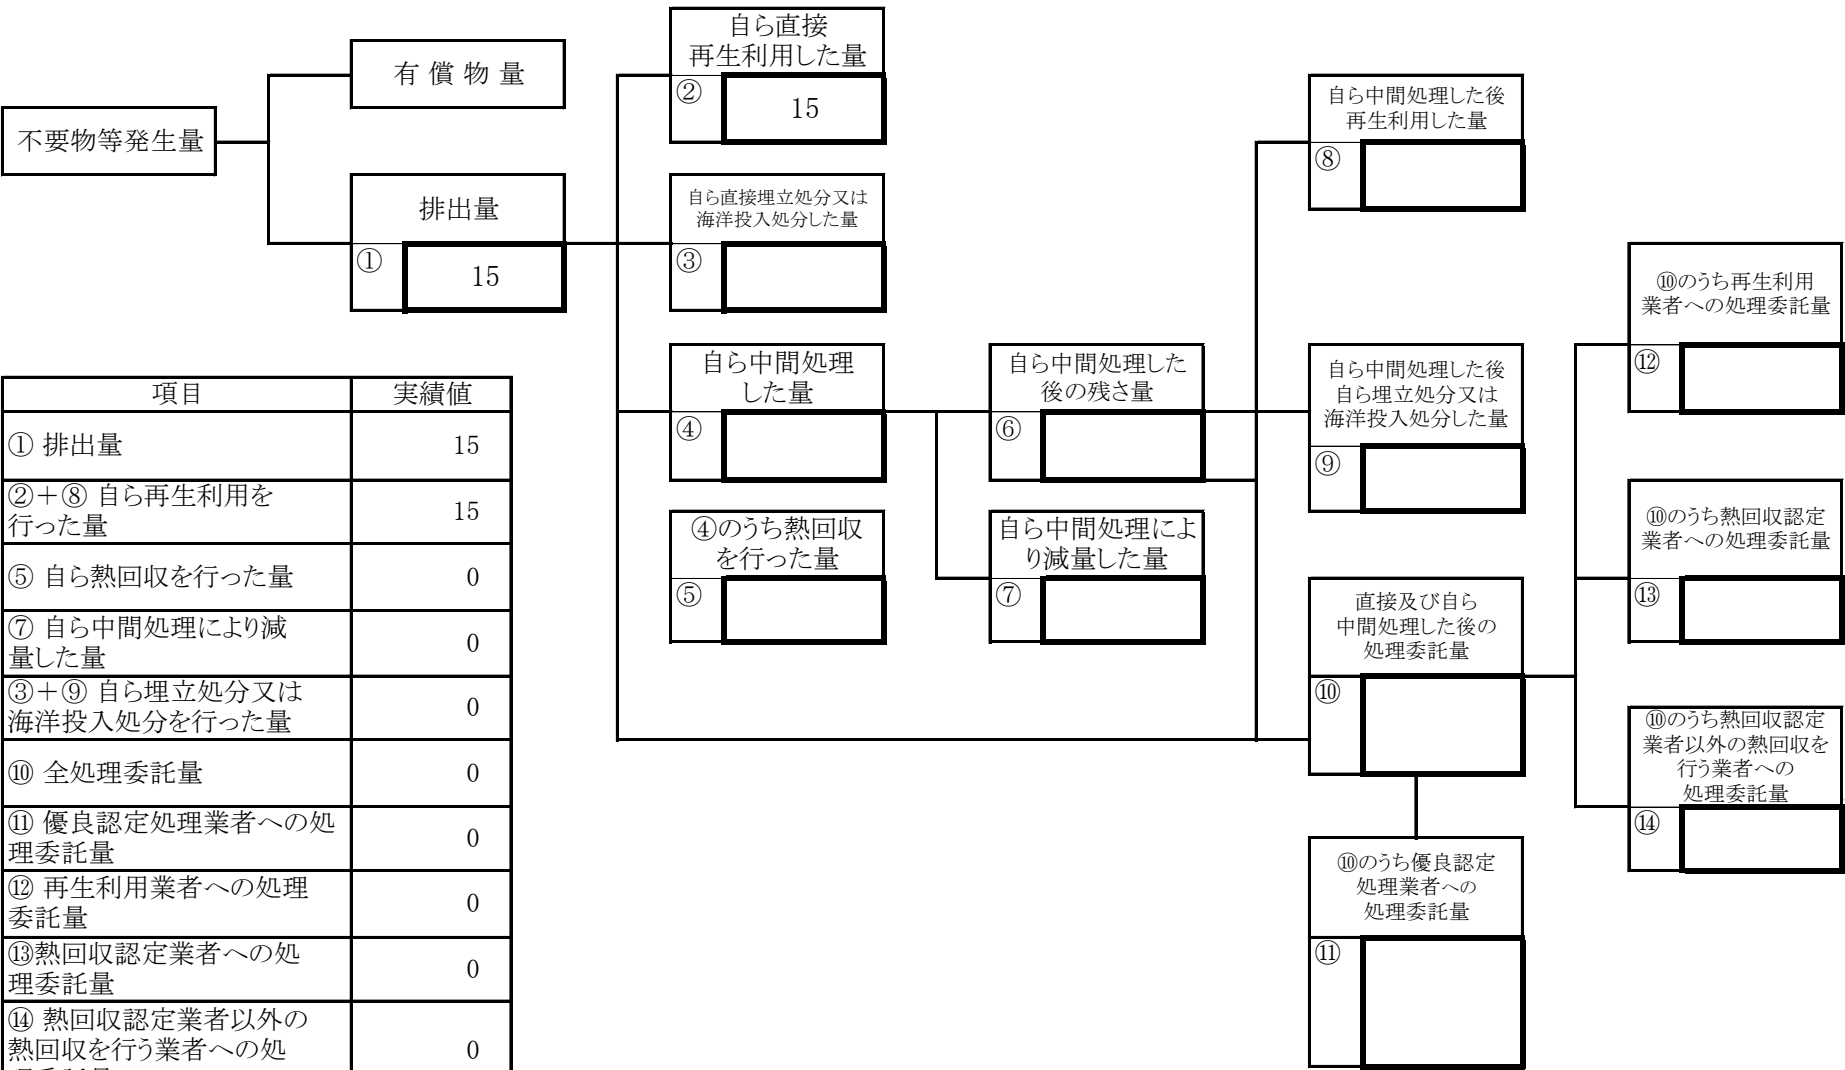 自ら直接
再生利用した量
②
15
有償物量
不要物等発生量
排出量
①
15
自ら直接埋立処分又は
海洋投入処分した量
③
自ら中間処理
した量
④
④のうち熱回収
を行った量
⑤
自ら中間処理した
後の残さ量
⑥
自ら中間処理によ
り減量した量
⑦
自ら中間処理した後
再生利用した量
⑧
自ら中間処理した後
自ら埋立処分又は
海洋投入処分した量
⑨
直接及び自ら
中間処理した後の
処理委託量
⑩
⑩のうち優良認定
処理業者への
処理委託量
⑪
⑩のうち再生利用
業者への処理委託量
⑫
⑩のうち熱回収認定
業者への処理委託量
⑬
⑩のうち熱回収認定
業者以外の熱回収を
行う業者への
処理委託量
⑭
項目 実績値
① 排出量 15
②+⑧ 自ら再生利用を
行った量 15
⑤ 自ら熱回収を行った量 0
⑦ 自ら中間処理により減
量した量 0
③+⑨ 自ら埋立処分又は
海洋投入処分を行った量 0
⑩ 全処理委託量 0
⑪ 優良認定処理業者への処
理委託量 0
⑫ 再生利用業者への処理
委託量 0
⑬熱回収認定業者への処
理委託量 0
⑭ 熱回収認定業者以外の
熱回収を行う業者への処 0